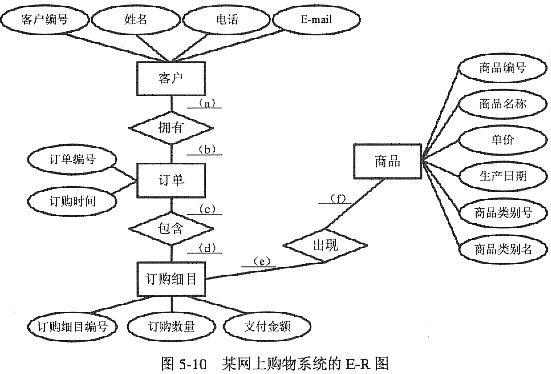 客户编号 姓名 电话 E-mail
客户
(a)
拥有
(b)
订单编号
订购时间
订单
(c)
包含
(d)
订购细目
(e)
出现
(f)
商品
商品编号
商品名称
单价
生产日期
商品类别号
商品类别名
订购细目编号 订购数量 支付金额
图 5-10 某网上购物系统的 E-R 图